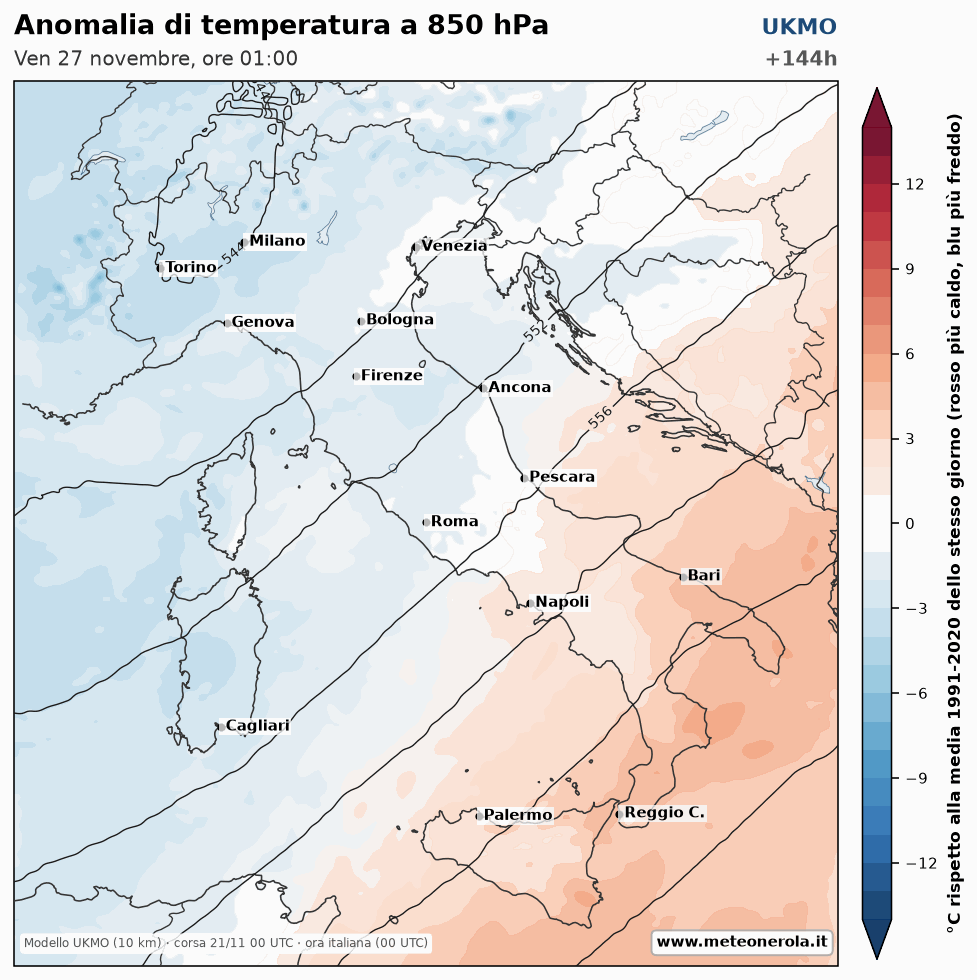 Anomalia di temperatura a 850 hPa
UKMO
Ven 27 novembre, ore 01:00
+144h
Milano
Venezia
Torino
54
Genova
Bologna
552
Firenze
Ancona
556
Pescara
Roma
Bari
Napoli
Cagliari
Palermo
Reggio C.
Modello UKMO (10 km) · corsa 21/11 00 UTC · ora italiana (00 UTC)
www.meteonerola.it
12
9
6
3
0
−3
−6
−9
−12
°C rispetto alla media 1991-2020 dello stesso giorno (rosso più caldo, blu più freddo)